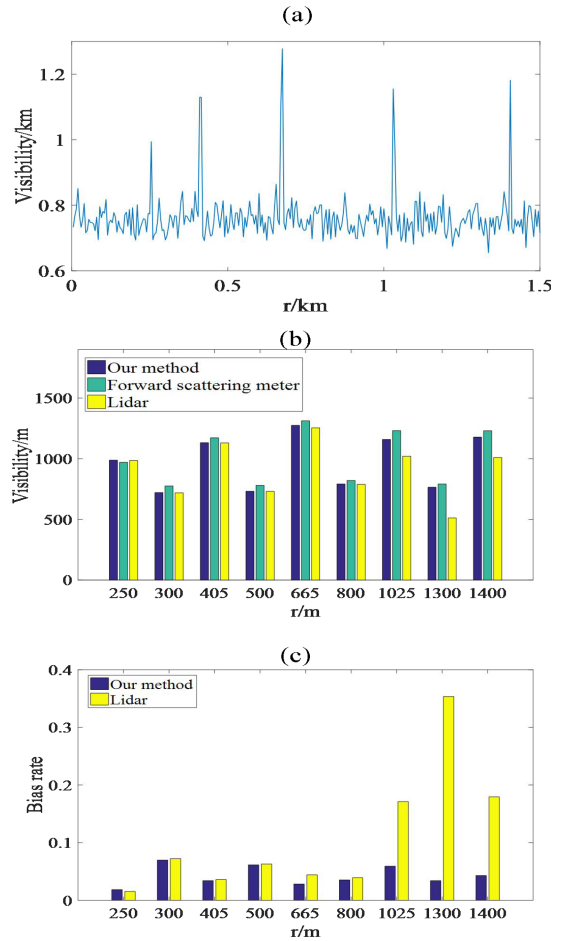 (a)
Visibility/km
1.2
1
0.8
0.6
0
0.5
1
1.5
r/km
(b)
Visibility/m
1500
1000
500
0
Our method
Forward scattering meter
Lidar
250 300 405 500 665 800 1025 1300 1400
r/m
(c)
Bias rate
0.4
0.3
0.2
0.1
0
Our method
Lidar
250 300 405 500 665 800 1025 1300 1400
r/m